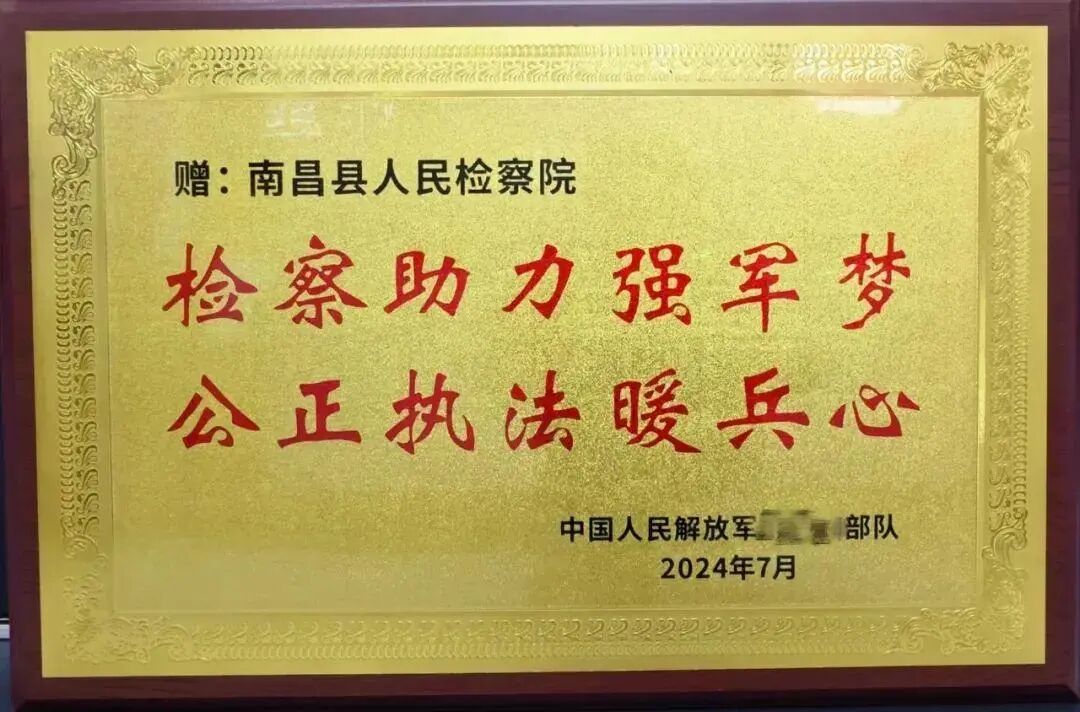 赠：南昌县人民检察院
检察助力强军梦
公正执法暖兵心
中国人民解放军部队
2024年7月